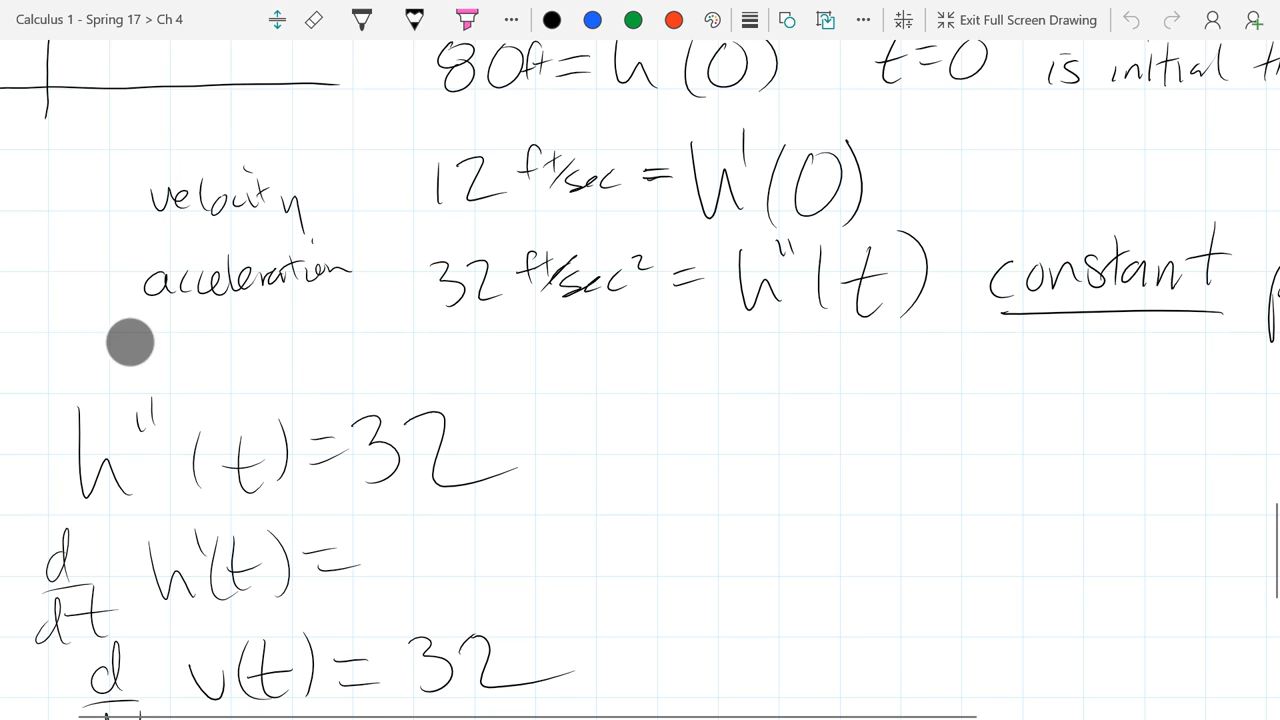 Calculus 1 - Spring 17 > Ch 4
Exit Full Screen Drawing
80ft = h(0) t=0 is initial
velocity 12 ft/sec = h'(0)
acceleration 32 ft/sec² = h''(t) constant
h''(t) = 32
d/dt h'(t) =
d v(t) = 32